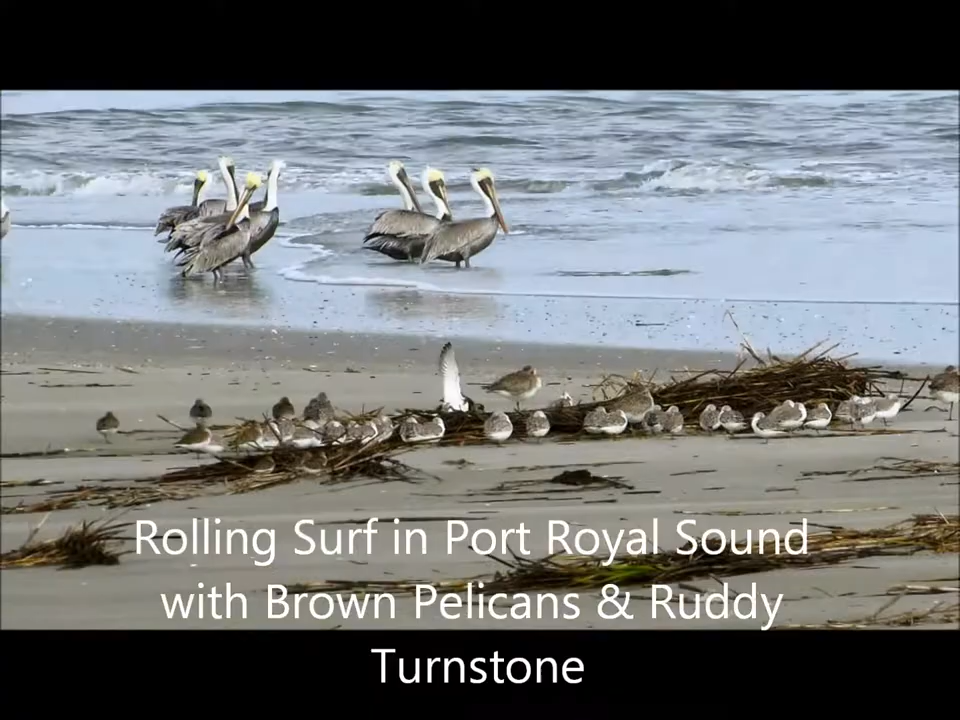 Rolling Surf in Port Royal Sound
with Brown Pelicans & Ruddy
Turnstone